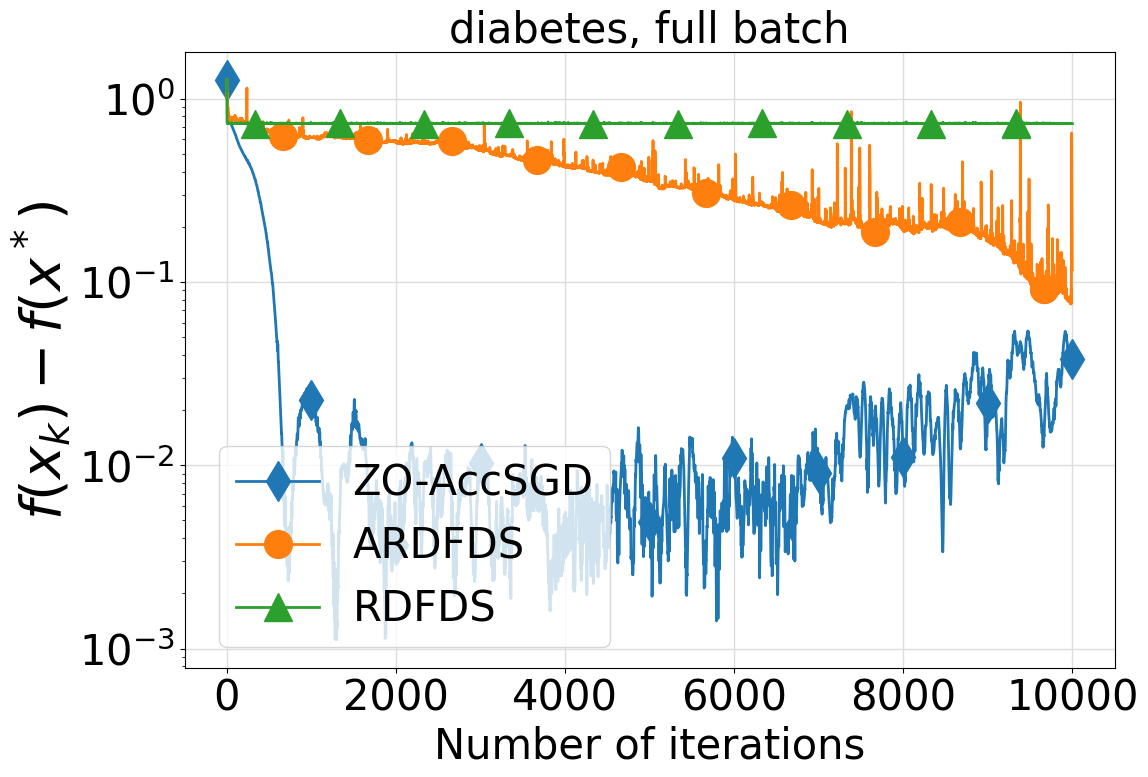 diabetes, full batch
f(x_k) − f(x^*)
10^0
10^{-1}
10^{-2}
10^{-3}
ZO-AccSGD
ARDFDS
RDFDS
0 2000 4000 6000 8000 10000
Number of iterations